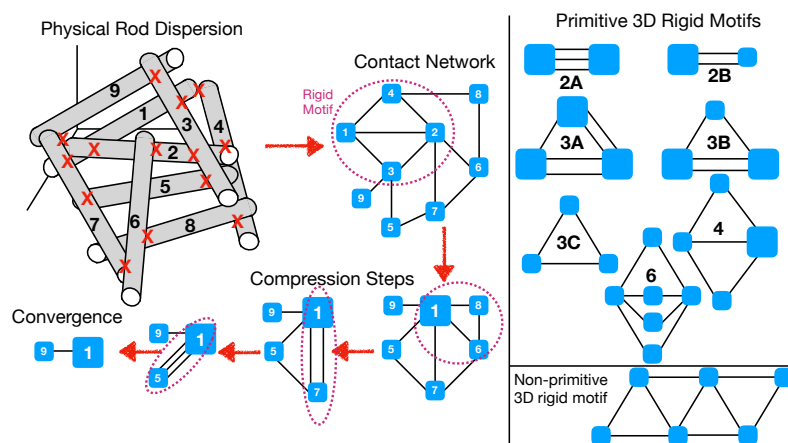 Physical Rod Dispersion
9
1
3
4
2
5
7
6
8
X
X
X
X
X
X
X
X
X
X
X
X
X
Contact Network
Rigid
Motif
4
8
1
2
3
6
9
5
7
Compression Steps
9
1
8
5
6
7
9
1
5
7
9
1
5
Convergence
9
1
Primitive 3D Rigid Motifs
2A
2B
3A
3B
3C
4
6
Non-primitive
3D rigid motif